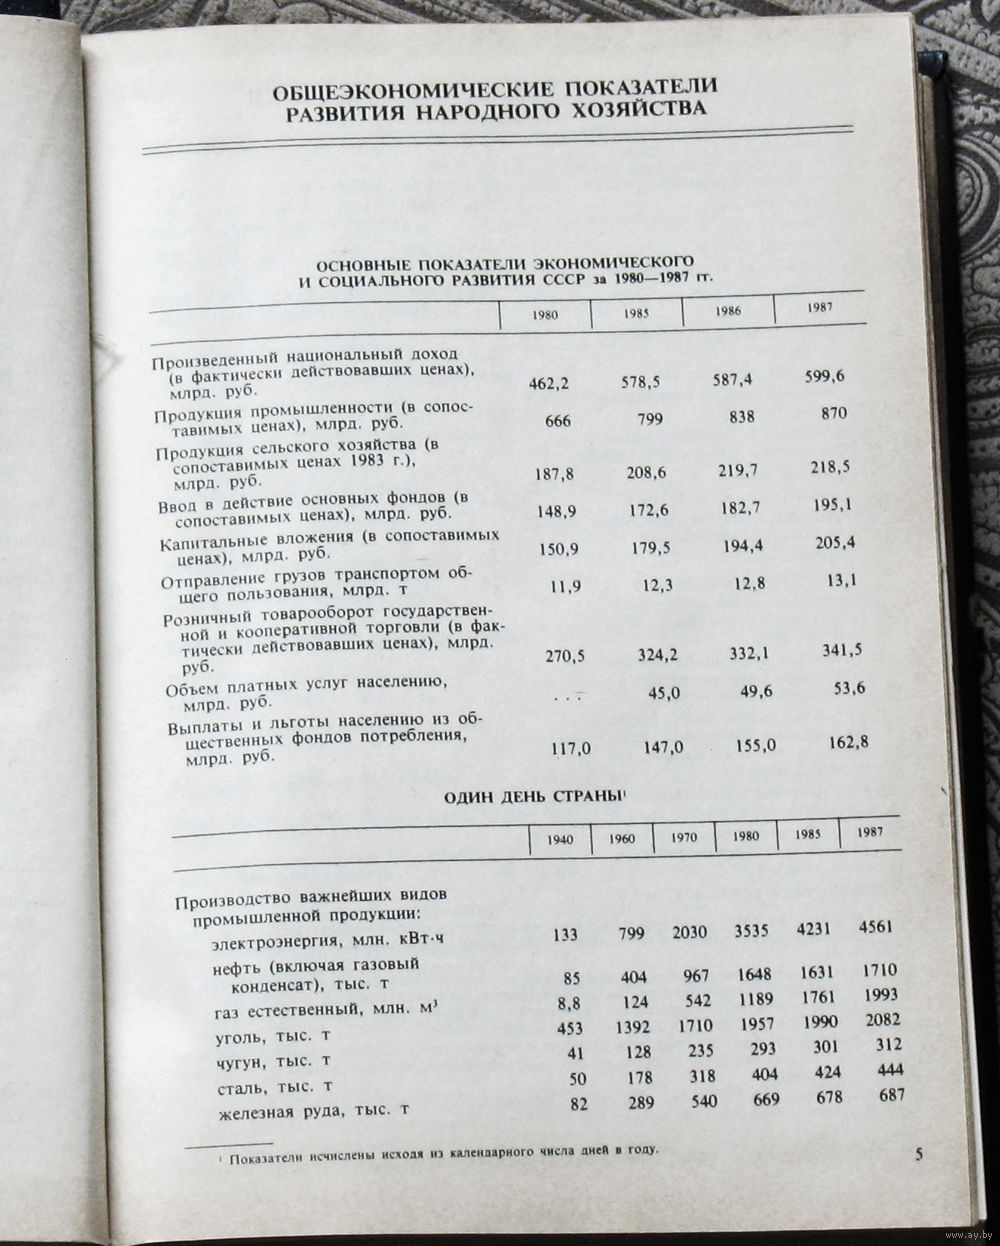 ОБЩЕЭКОНОМИЧЕСКИЕ ПОКАЗАТЕЛИ
РАЗВИТИЯ НАРОДНОГО ХОЗЯЙСТВА
ОСНОВНЫЕ ПОКАЗАТЕЛИ ЭКОНОМИЧЕСКОГО
И СОЦИАЛЬНОГО РАЗВИТИЯ СССР за 1980—1987 гг.
1980 1985 1986 1987
Произведенный национальный доход
(в фактически действовавших ценах),
млрд. руб. 462,2 578,5 587,4 599,6
Продукция промышленности (в сопос-
тавимых ценах), млрд. руб. 666 799 838 870
Продукция сельского хозяйства (в
сопоставимых ценах 1983 г.),
млрд. руб. 187,8 208,6 219,7 218,5
Ввод в действие основных фондов (в
сопоставимых ценах), млрд. руб. 148,9 172,6 182,7 195,1
Капитальные вложения (в сопоставимых
ценах), млрд. руб. 150,9 179,5 194,4 205,4
Отправление грузов транспортом об-
щего пользования, млрд. т 11,9 12,3 12,8 13,1
Розничный товарооборот государствен-
ной и кооперативной торговли (в фак-
тически действовавших ценах), млрд.
руб. 270,5 324,2 332,1 341,5
Объем платных услуг населению,
млрд. руб. ... 45,0 49,6 53,6
Выплаты и льготы населению из об-
щественных фондов потребления,
млрд. руб. 117,0 147,0 155,0 162,8
ОДИН ДЕНЬ СТРАНЫ¹
1940 1960 1970 1980 1985 1987
Производство важнейших видов
промышленной продукции:
электроэнергия, млн. кВт·ч 133 799 2030 3535 4231 4561
нефть (включая газовый
конденсат), тыс. т 85 404 967 1648 1631 1710
газ естественный, млн. м³ 8,8 124 542 1189 1761 1993
уголь, тыс. т 453 1392 1710 1957 1990 2082
чугун, тыс. т 41 128 235 293 301 312
сталь, тыс. т 50 178 318 404 424 444
железная руда, тыс. т 82 289 540 669 678 687
¹ Показатели исчислены исходя из календарного числа дней в году.
5
www.ay.by